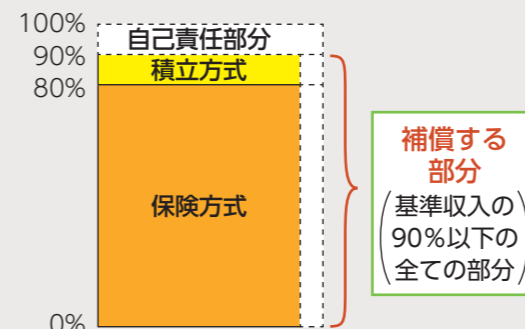 100%
自己責任部分
90%
積立方式
80%
保険方式
0%
補償する
部分
(基準収入の
90%以下の
全ての部分)